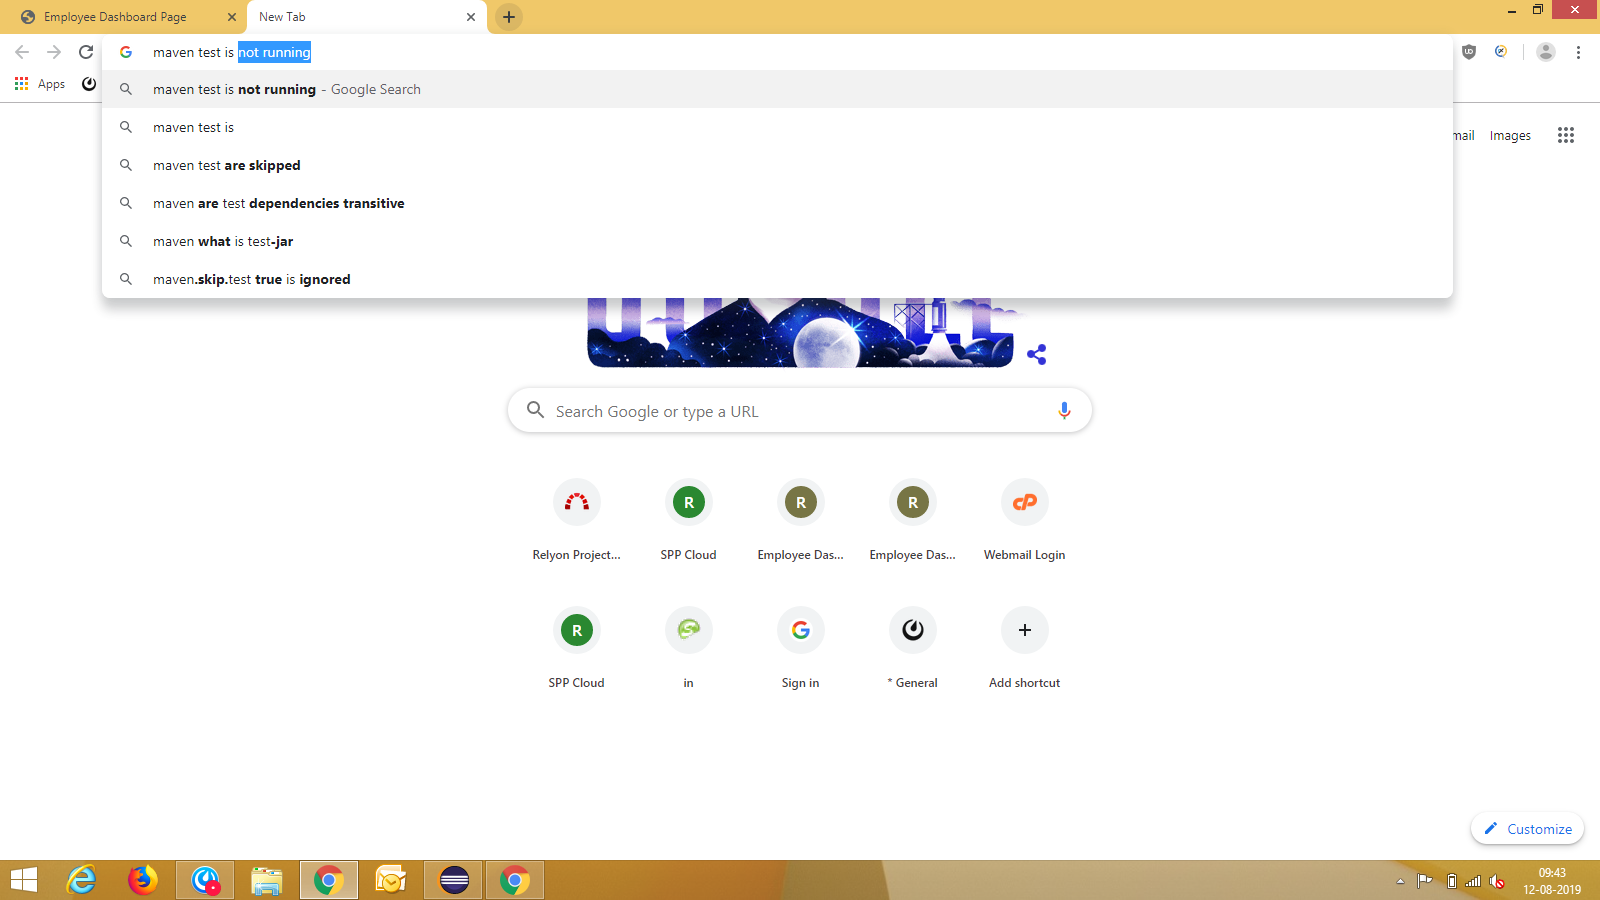 Employee Dashboard Page
New Tab
maven test is not running
Apps
maven test is not running - Google Search
maven test is
maven test are skipped
maven are test dependencies transitive
maven what is test-jar
maven.skip.test true is ignored
mail Images
Search Google or type a URL
Relyon Project... SPP Cloud Employee Das... Employee Das... Webmail Login
R R R cP
R
SPP Cloud in Sign in * General Add shortcut
Customize
09:43
12-08-2019